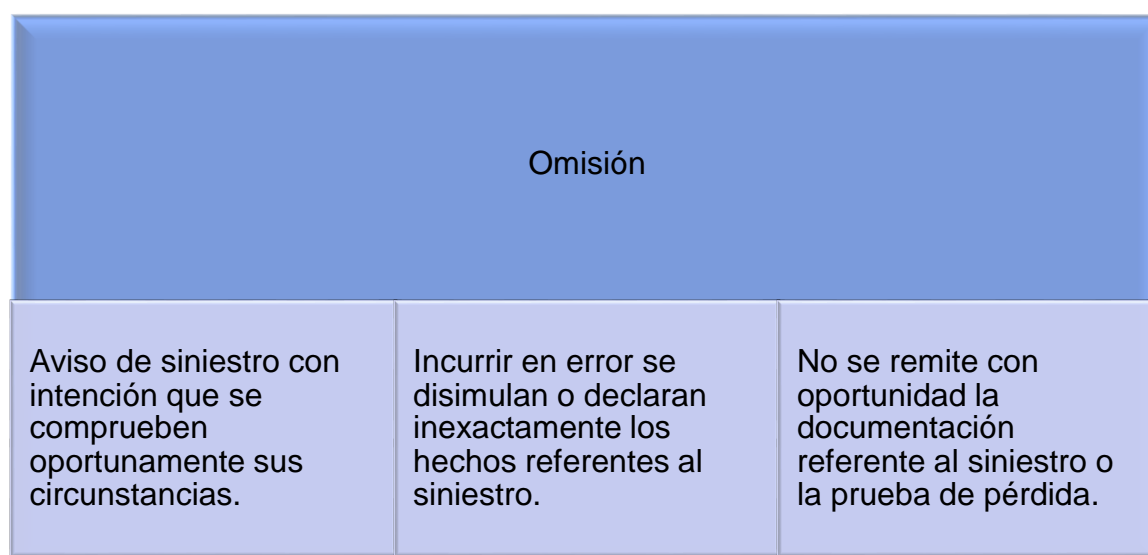 Omisión
Aviso de siniestro con
intención que se
comprueben
oportunamente sus
circunstancias.
Incurrir en error se
disimulan o declaran
inexactamente los
hechos referentes al
siniestro.
No se remite con
oportunidad la
documentación
referente al siniestro o
la prueba de pérdida.